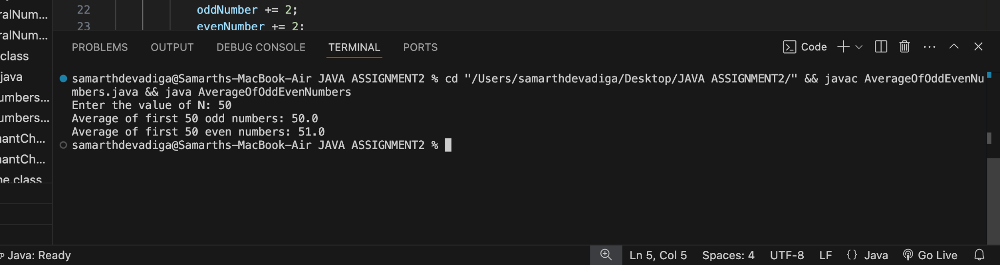 22 oddNumber += 2;
23 evenNumber += 2;
ralNum...
ralNum...
class
java
umbers...
umbers...
nantCh...
nantCh...
ne class
PROBLEMS OUTPUT DEBUG CONSOLE TERMINAL PORTS Code
samarthdevadiga@Samarths-MacBook-Air JAVA ASSIGNMENT2 % cd "/Users/samarthdevadiga/Desktop/JAVA ASSIGNMENT2/" && javac AverageOfOddEvenNu
mbers.java && java AverageOfOddEvenNumbers
Enter the value of N: 50
Average of first 50 odd numbers: 50.0
Average of first 50 even numbers: 51.0
samarthdevadiga@Samarths-MacBook-Air JAVA ASSIGNMENT2 %
Java: Ready Ln 5, Col 5 Spaces: 4 UTF-8 LF {} Java Go Live